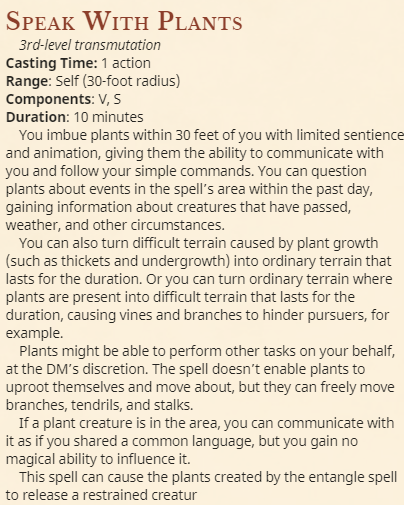 Speak With Plants
3rd-level transmutation
Casting Time: 1 action
Range: Self (30-foot radius)
Components: V, S
Duration: 10 minutes
You imbue plants within 30 feet of you with limited sentience
and animation, giving them the ability to communicate with
you and follow your simple commands. You can question
plants about events in the spell’s area within the past day,
gaining information about creatures that have passed,
weather, and other circumstances.
You can also turn difficult terrain caused by plant growth
(such as thickets and undergrowth) into ordinary terrain that
lasts for the duration. Or you can turn ordinary terrain where
plants are present into difficult terrain that lasts for the
duration, causing vines and branches to hinder pursuers, for
example.
Plants might be able to perform other tasks on your behalf,
at the DM’s discretion. The spell doesn’t enable plants to
uproot themselves and move about, but they can freely move
branches, tendrils, and stalks.
If a plant creature is in the area, you can communicate with
it as if you shared a common language, but you gain no
magical ability to influence it.
This spell can cause the plants created by the entangle spell
to release a restrained creatur